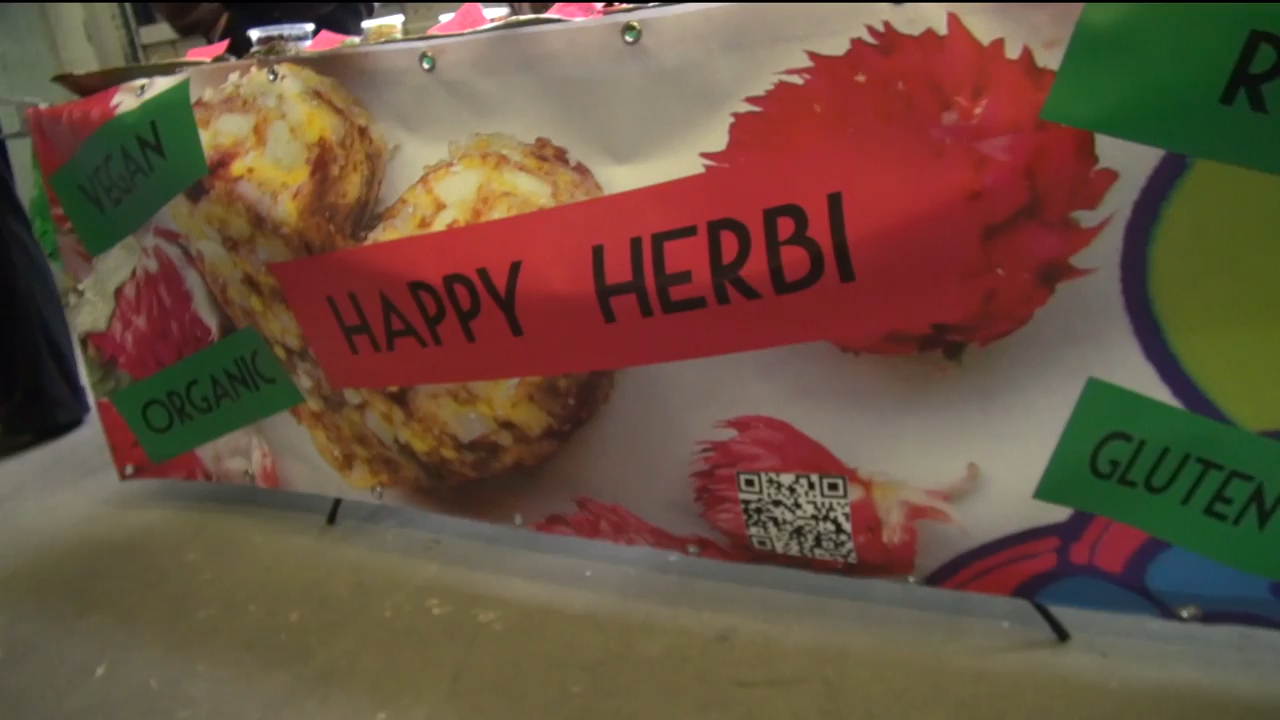 VEGAN
R
HAPPY HERBI
ORGANIC
GLUTEN